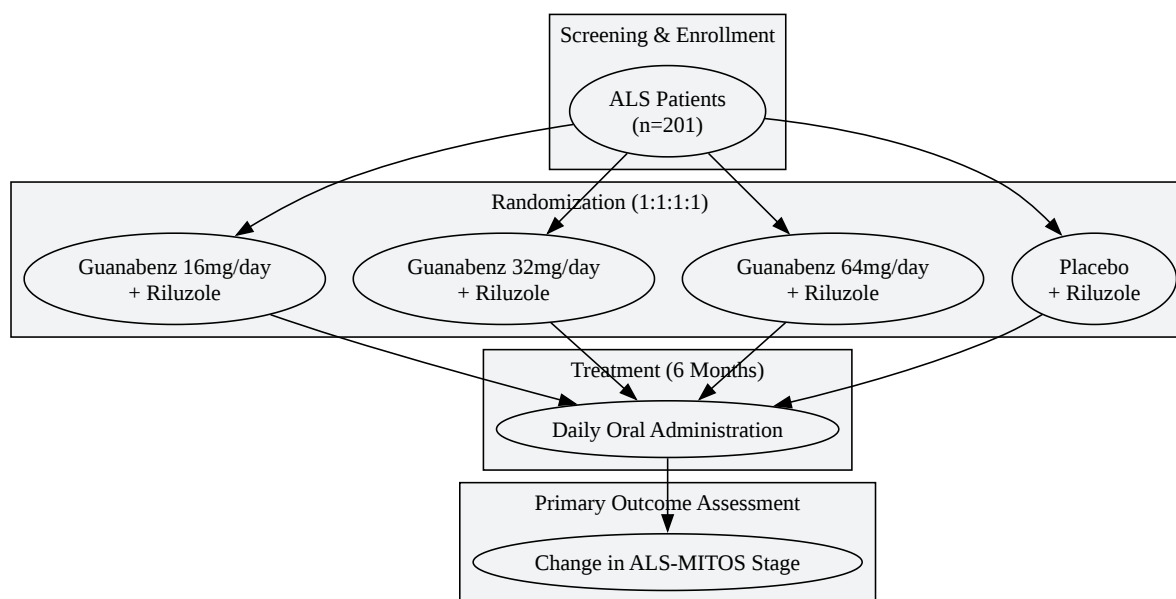 Screening & Enrollment
ALS Patients
(n=201)
Randomization (1:1:1:1)
Guanabenz 16mg/day
+ Riluzole
Guanabenz 32mg/day
+ Riluzole
Guanabenz 64mg/day
+ Riluzole
Placebo
+ Riluzole
Treatment (6 Months)
Daily Oral Administration
Primary Outcome Assessment
Change in ALS-MITOS Stage